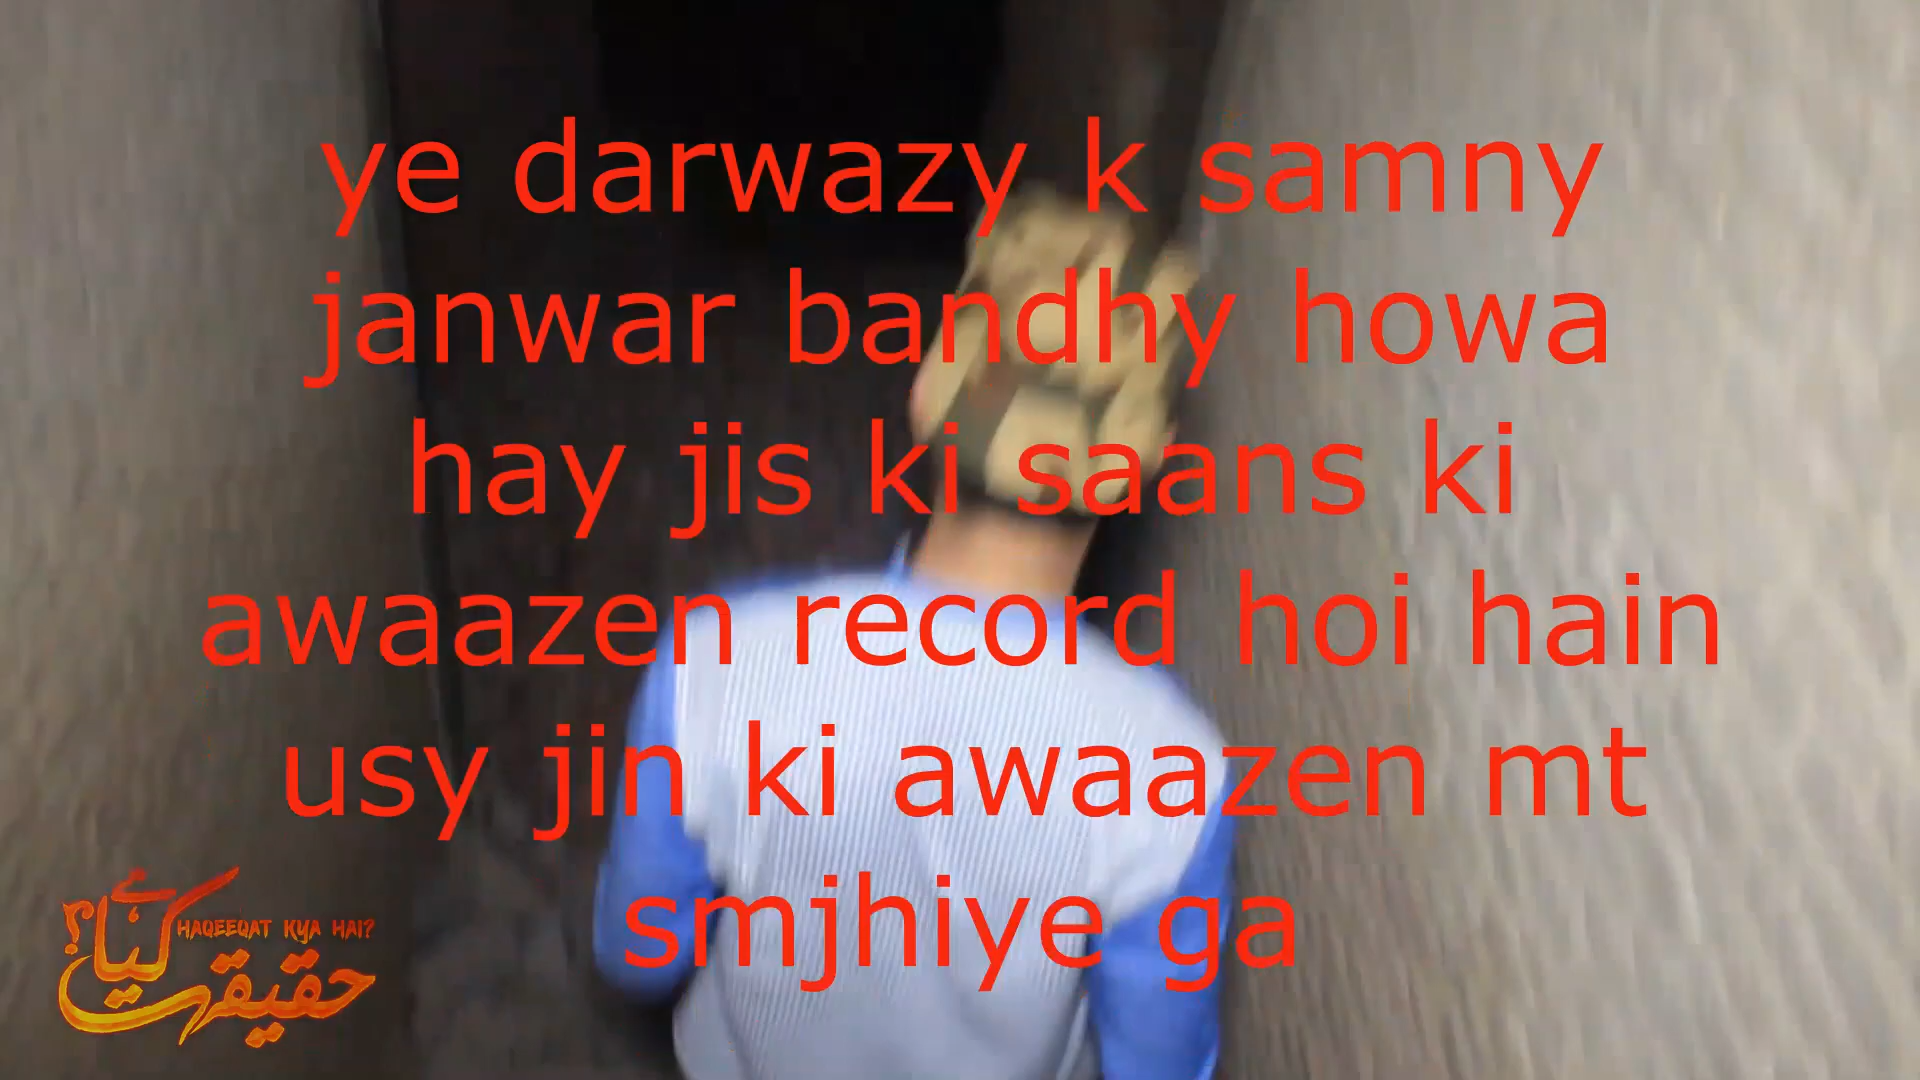 ye darwazy k samny
janwar bandhy howa
hay jis ki saans ki
awaazen record hoi hain
usy jin ki awaazen mt
smjhiye ga
HAQEEQAT KYA HAI?
حقیقت کیا ہے؟